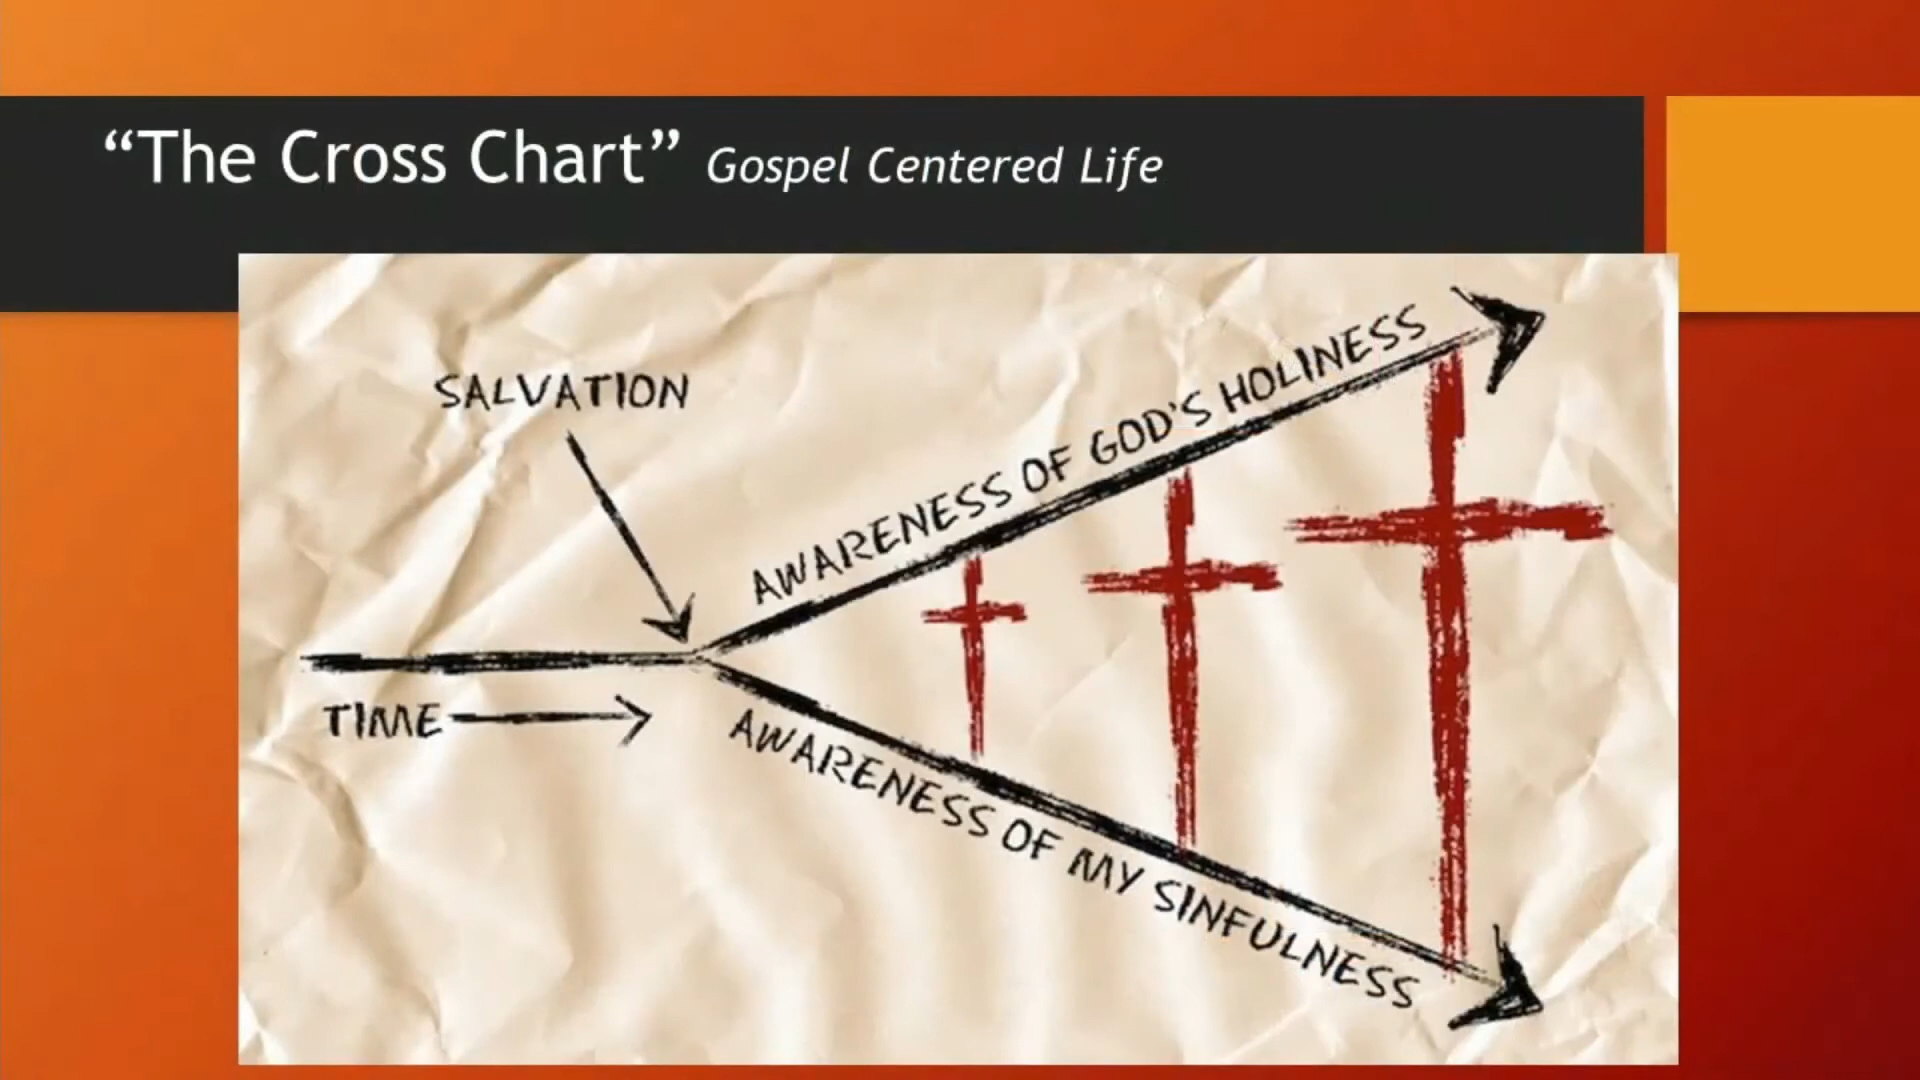 “The Cross Chart” Gospel Centered Life
SALVATION
AWARENESS OF GOD'S HOLINESS
TIME
AWARENESS OF MY SINFULNESS